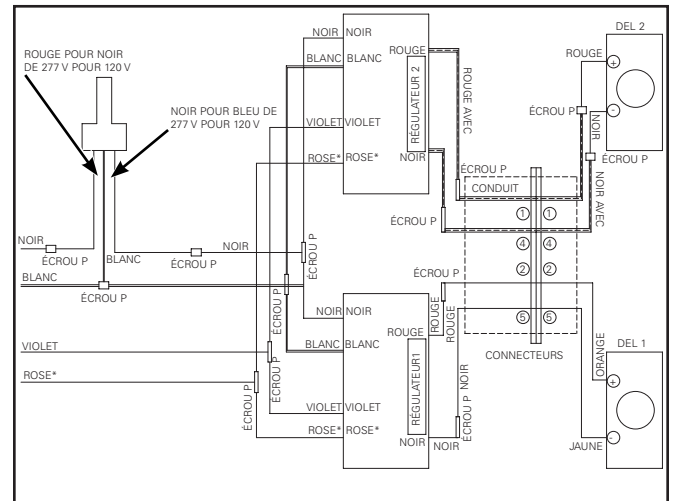 ROUGE POUR NOIR
DE 277 V POUR 120 V
NOIR POUR BLEU DE
277 V POUR 120 V
NOIR
ÉCROU P
BLANC
ÉCROU P
NOIR
BLANC
ÉCROU P
VIOLET
ROSE*
ÉCROU P
ÉCROU P
ÉCROU P
ÉCROU P
NOIR NOIR
BLANC BLANC
VIOLET VIOLET
ROSE* ROSE*
ROUGE
RÉGULATEUR 2
NOIR
ROUGE AVEC
ÉCROU P
ÉCROU P
CONDUIT
1 1
4 4
2 2
5 5
CONNECTEURS
DEL 2
ROUGE
+
-
ÉCROU P
NOIR
ÉCROU P
NOIR AVEC
NOIR NOIR
BLANC BLANC
VIOLET VIOLET
ROSE* ROSE*
ROUGE
RÉGULATEUR1
NOIR
ÉCROU P
ROUGE
ROUGE
NOIR
ÉCROU P
NOIR
DEL 1
ORANGE
+
-
JAUNE